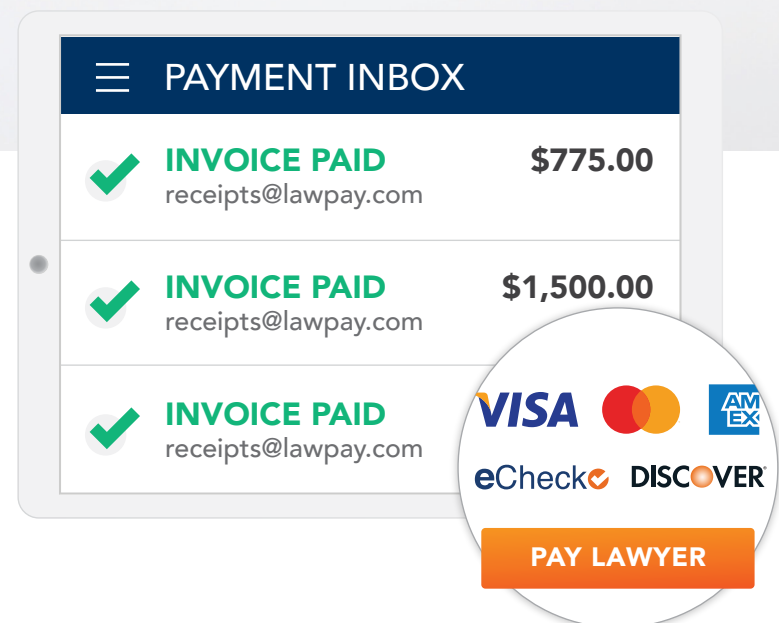 PAYMENT INBOX
INVOICE PAID $775.00
receipts@lawpay.com
INVOICE PAID $1,500.00
receipts@lawpay.com
INVOICE PAID
receipts@lawpay.com
VISA AM
EX
eCheck DISCOVER
PAY LAWYER